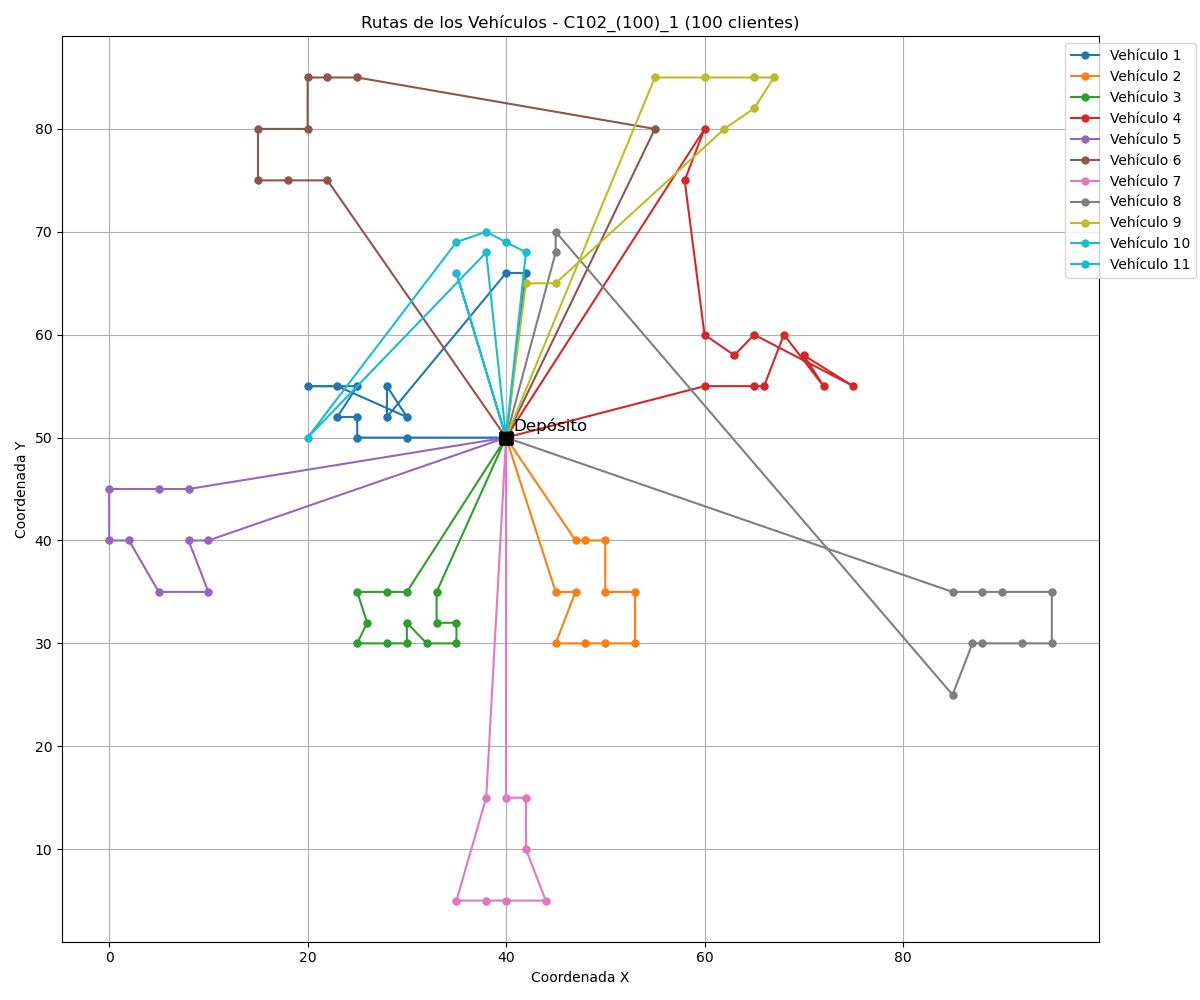 Rutas de los Vehículos - C102_(100)_1 (100 clientes)
Vehículo 1
Vehículo 2
Vehículo 3
Vehículo 4
Vehículo 5
Vehículo 6
Vehículo 7
Vehículo 8
Vehículo 9
Vehículo 10
Vehículo 11
Coordenada Y
80
70
60
50
40
30
20
10
Depósito
0
20
40
60
80
Coordenada X